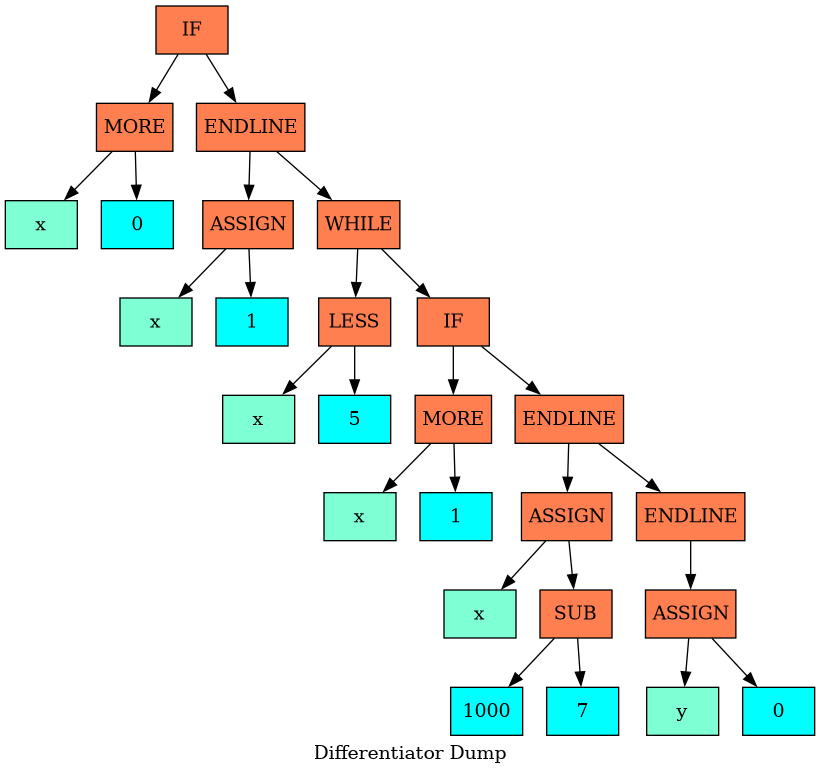 IF
MORE ENDLINE
x 0 ASSIGN WHILE
x 1 LESS IF
x 5 MORE ENDLINE
x 1 ASSIGN ENDLINE
x SUB ASSIGN
1000 7 y 0
Differentiator Dump